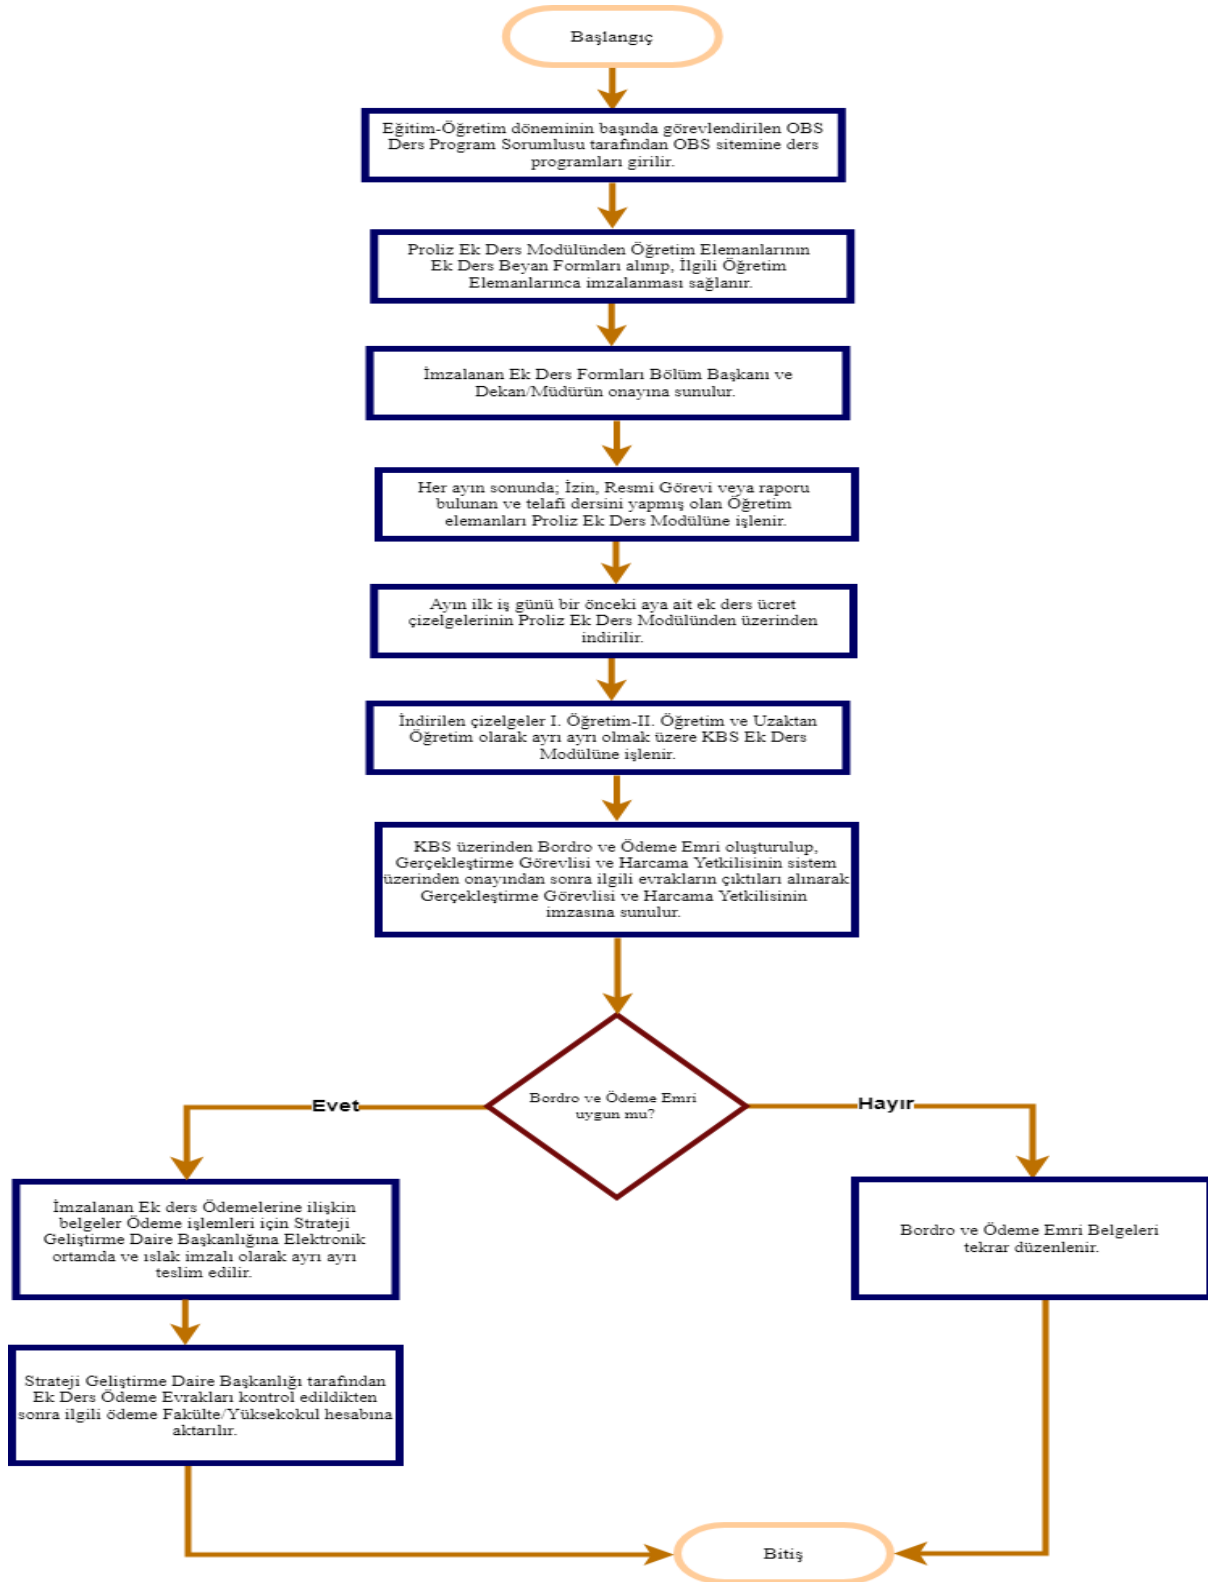 Başlangıç
Eğitim-Öğretim döneminin başında görevlendirilen OBS
Ders Program Sorumlusu tarafından OBS sitemine ders
programları girilir.
Proliz Ek Ders Modülünden Öğretim Elemanlarının
Ek Ders Beyan Formları alınıp, İlgili Öğretim
Elemanlarınca imzalanması sağlanır.
İmzalanan Ek Ders Formları Bölüm Başkanı ve
Dekan/Müdürün onayına sunulur.
Her ayın sonunda; İzin, Resmi Görevi veya raporu
bulunan ve telafi dersini yapmış olan Öğretim
elemanları Proliz Ek Ders Modülüne işlenir.
Ayın ilk iş günü bir önceki aya ait ek ders ücret
çizelgelerinin Proliz Ek Ders Modülünden üzerinden
indirilir.
İndirilen çizelgeler I. Öğretim-II. Öğretim ve Uzaktan
Öğretim olarak ayrı ayrı olmak üzere KBS Ek Ders
Modülüne işlenir.
KBS üzerinden Bordro ve Ödeme Emri oluşturulup,
Gerçekleştirme Görevlisi ve Harcama Yetkilisinin sistem
üzerinden onayından sonra ilgili evrakların çıktıları alınarak
Gerçekleştirme Görevlisi ve Harcama Yetkilisinin
imzasına sunulur.
Bordro ve Ödeme Emri
uygun mu?
Evet
Hayır
İmzalanan Ek ders Ödemelerine ilişkin
belgeler Ödeme işlemleri için Strateji
Geliştirme Daire Başkanlığına Elektronik
ortamda ve ıslak imzalı olarak ayrı ayrı
teslim edilir.
Bordro ve Ödeme Emri Belgeleri
tekrar düzenlenir.
Strateji Geliştirme Daire Başkanlığı tarafından
Ek Ders Ödeme Evrakları kontrol edildikten
sonra ilgili ödeme Fakülte/Yüksekokul hesabına
aktarılır.
Bitiş